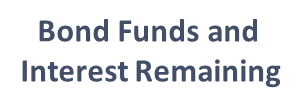 Bond Funds and
Interest Remaining